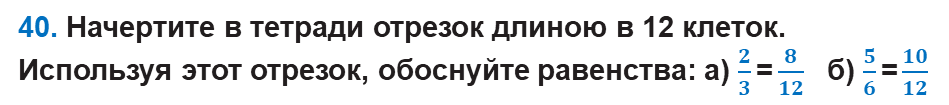 40. Начертите в тетради отрезок длиною в 12 клеток.
Используя этот отрезок, обоснуйте равенства: а) 2/3 = 8/12 б) 5/6 = 10/12